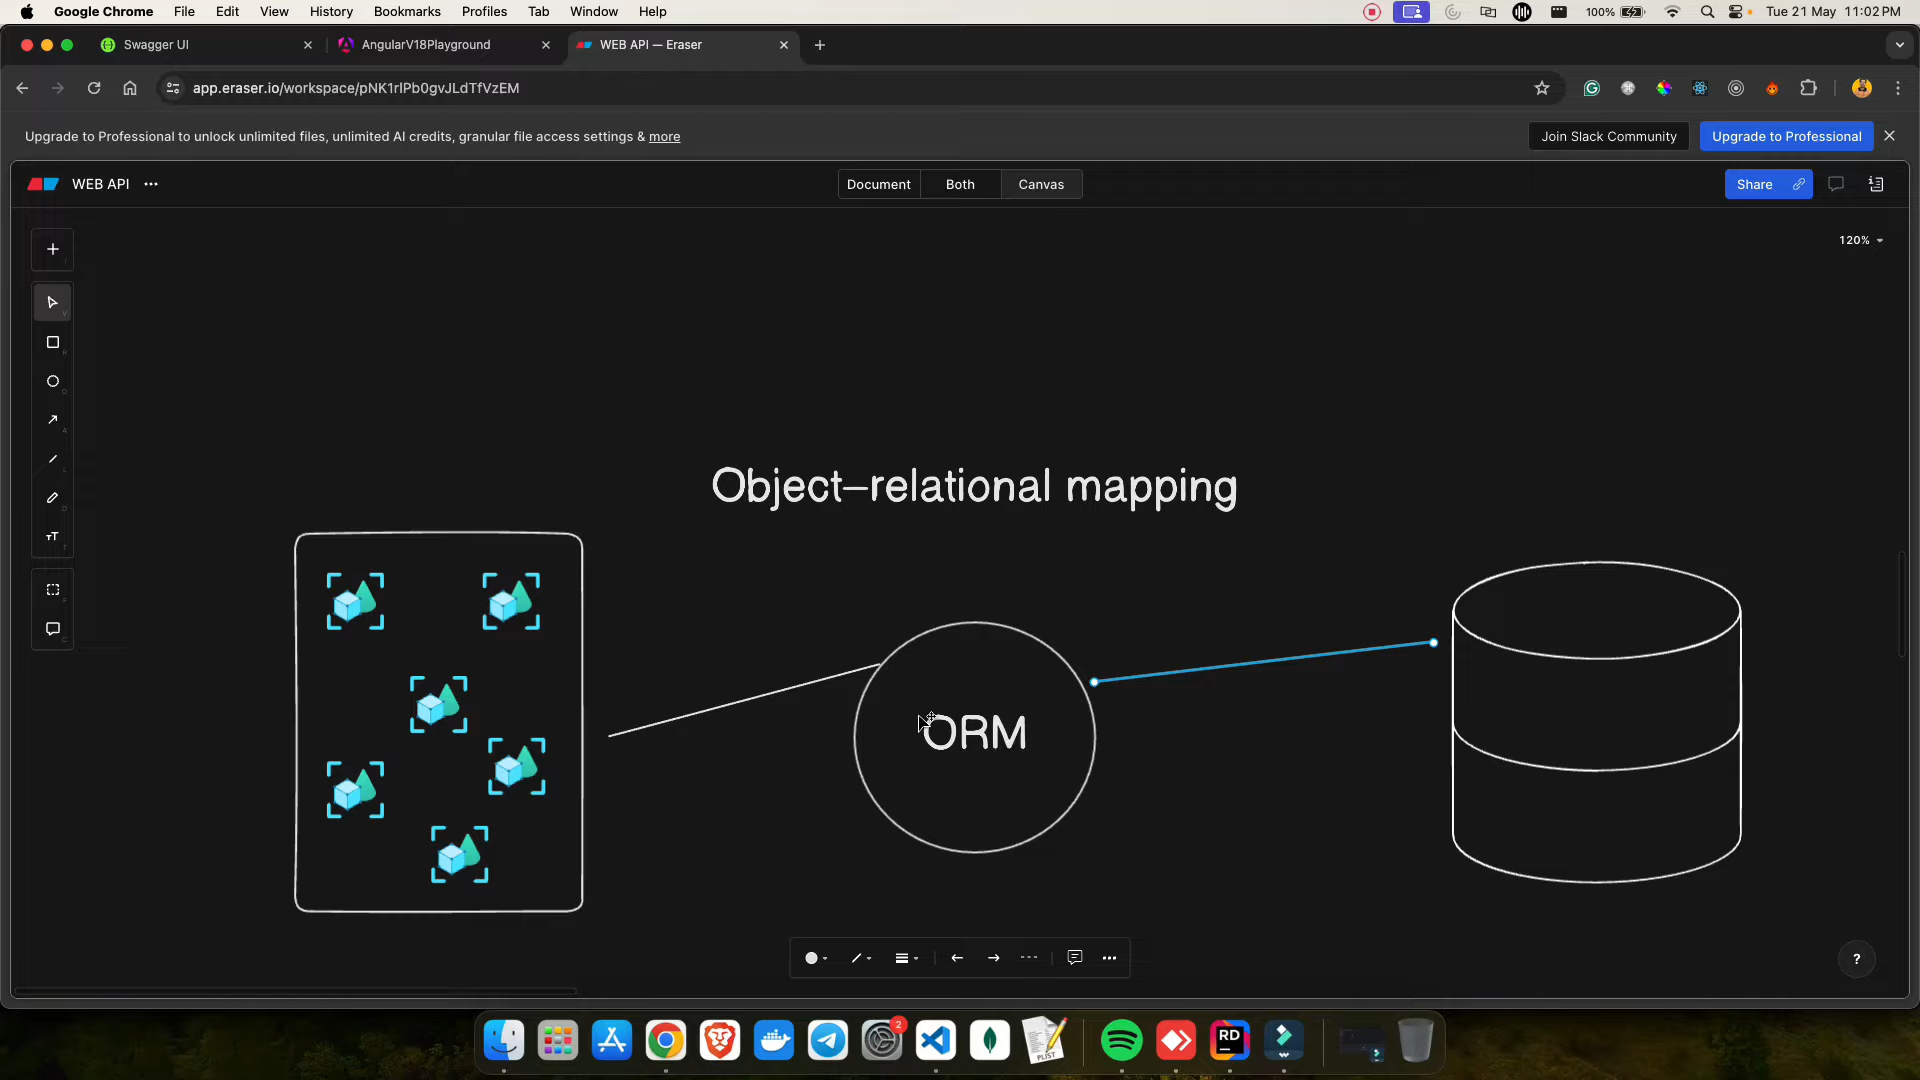 Google Chrome File Edit View History Bookmarks Profiles Tab Window Help 100% Tue 21 May 11:02 PM
Swagger UI AngularV18Playground WEB API — Eraser
app.eraser.io/workspace/pNK1rlPb0gvJLdTfVzEM
Upgrade to Professional to unlock unlimited files, unlimited AI credits, granular file access settings & more Join Slack Community Upgrade to Professional
WEB API Document Both Canvas Share
120%
Object-relational mapping
ORM
?
2
RD
PLIST